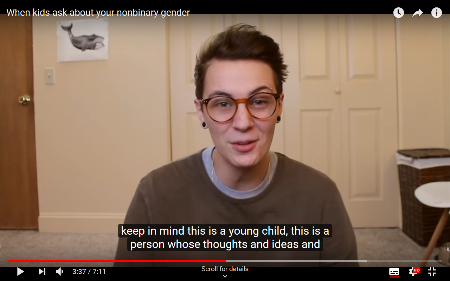 When kids ask about your nonbinary gender
keep in mind this is a young child, this is a
person whose thoughts and ideas and
3:37 / 7:11
Scroll for details